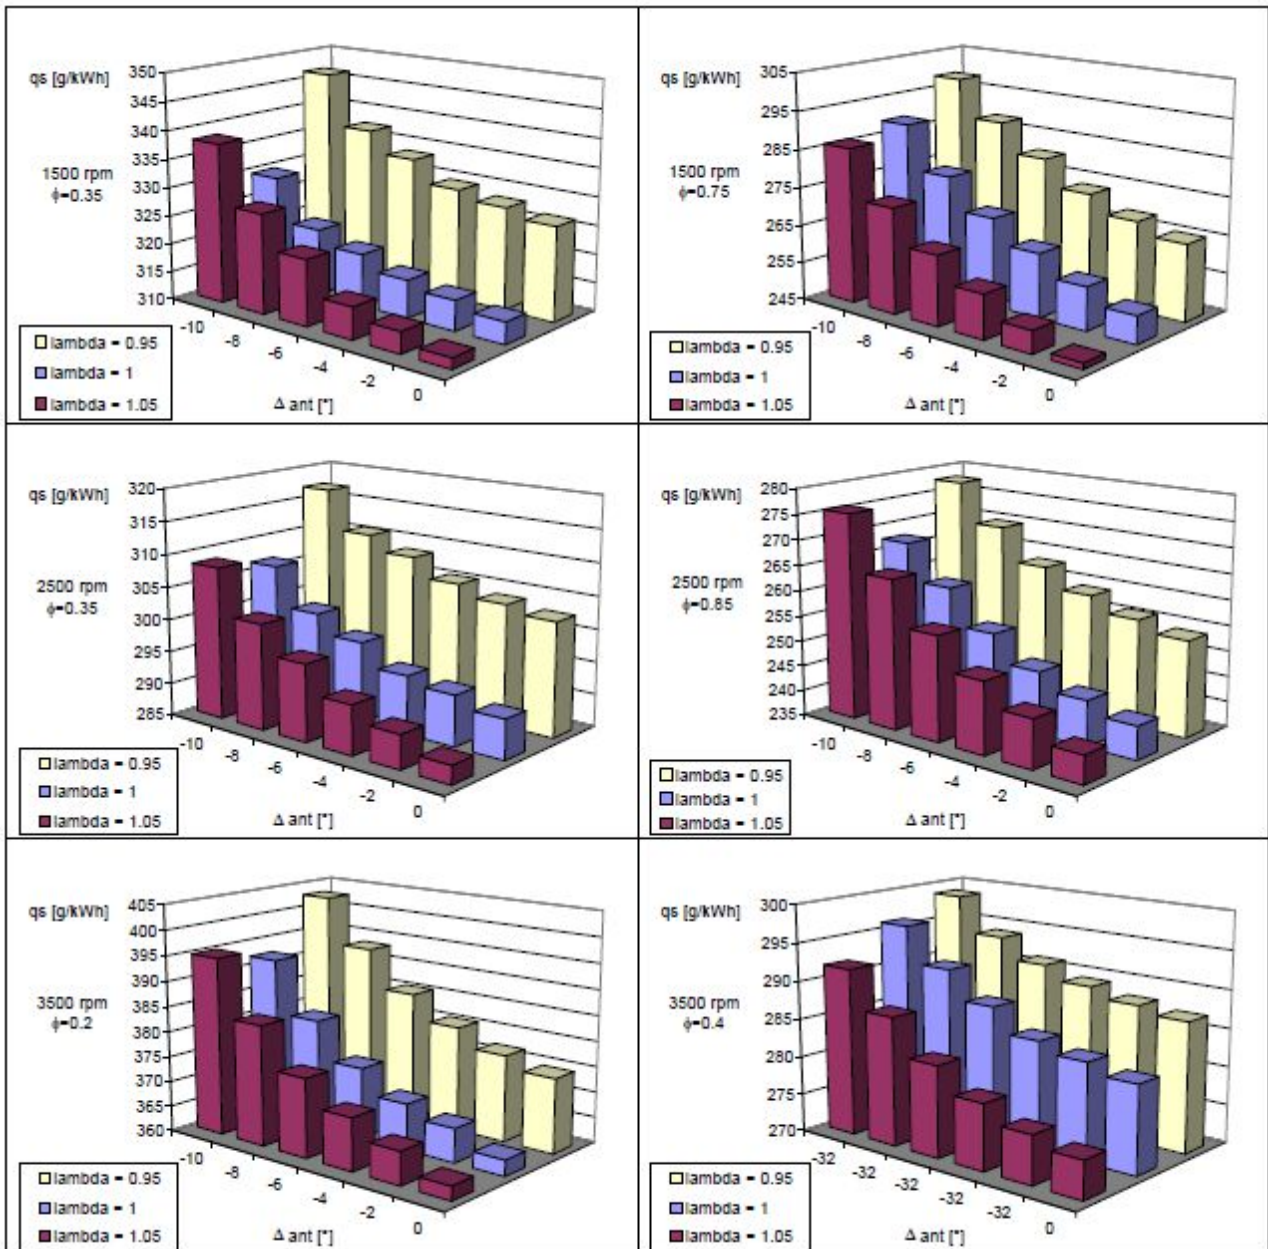 qs [g/kWh]
350
345
340
335
330
325
320
315
310
1500 rpm
ϕ=0.35
-10
-8
-6
-4
-2
0
Δ ant [°]
lambda = 0.95
lambda = 1
lambda = 1.05
qs [g/kWh]
305
295
285
275
265
255
245
1500 rpm
ϕ=0.75
-10
-8
-6
-4
-2
0
Δ ant [°]
lambda = 0.95
lambda = 1
lambda = 1.05
qs [g/kWh]
320
315
310
305
300
295
290
285
2500 rpm
ϕ=0.35
-10
-8
-6
-4
-2
0
Δ ant [°]
lambda = 0.95
lambda = 1
lambda = 1.05
qs [g/kWh]
280
275
270
265
260
255
250
245
240
235
2500 rpm
ϕ=0.85
-10
-8
-6
-4
-2
0
Δ ant [°]
lambda = 0.95
lambda = 1
lambda = 1.05
qs [g/kWh]
405
400
395
390
385
380
375
370
365
360
3500 rpm
ϕ=0.2
-10
-8
-6
-4
-2
0
Δ ant [°]
lambda = 0.95
lambda = 1
lambda = 1.05
qs [g/kWh]
300
295
290
285
280
275
270
3500 rpm
ϕ=0.4
-32
-32
-32
-32
-32
0
Δ ant [°]
lambda = 0.95
lambda = 1
lambda = 1.05